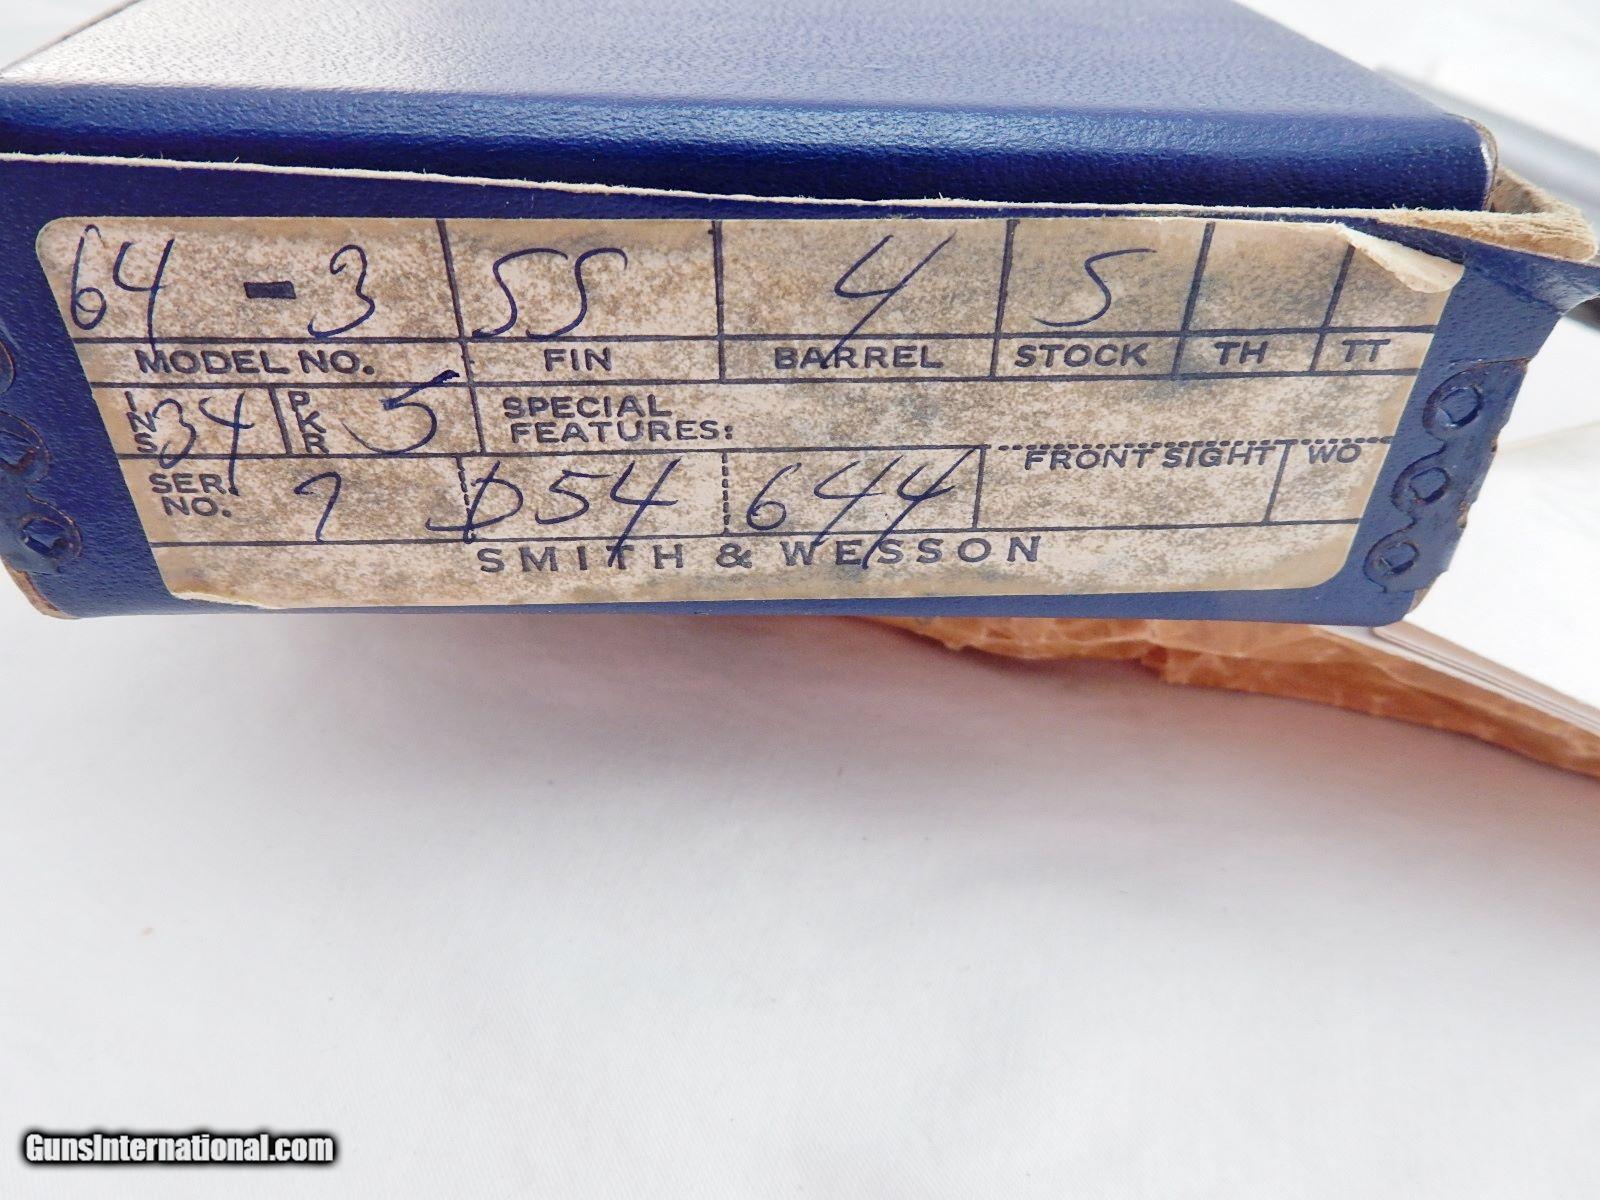 64-3 SS 4 5
MODEL NO. FIN BARREL STOCK TH TT
INS 34 PKR 5 SPECIAL
FEATURES:
FRONT SIGHT WO
SER. NO. 7 D54 644
SMITH & WESSON
GunsInternational.com